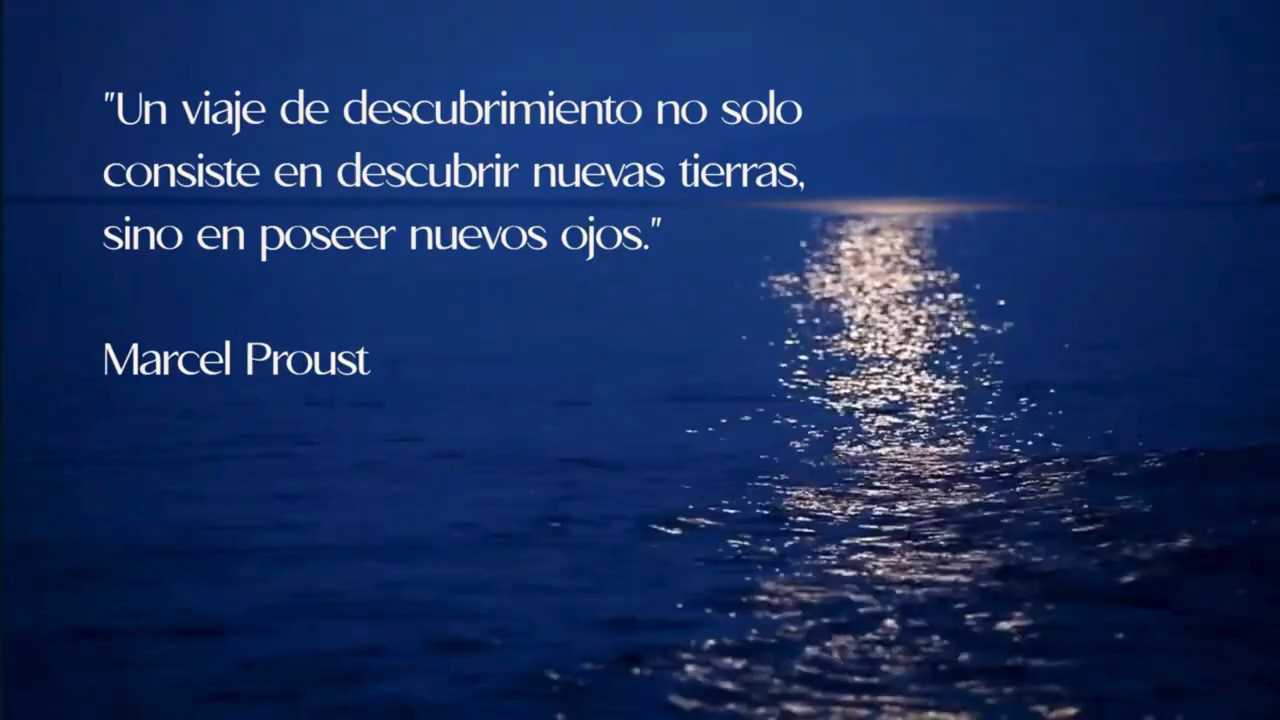 "Un viaje de descubrimiento no solo
consiste en descubrir nuevas tierras,
sino en poseer nuevos ojos."
Marcel Proust